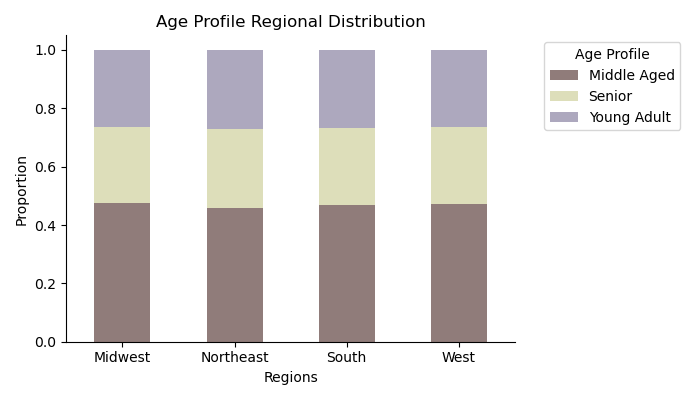 Age Profile Regional Distribution
1.0
0.8
0.6
0.4
0.2
0.0
Proportion
Midwest
Northeast
South
West
Regions
Age Profile
Middle Aged
Senior
Young Adult